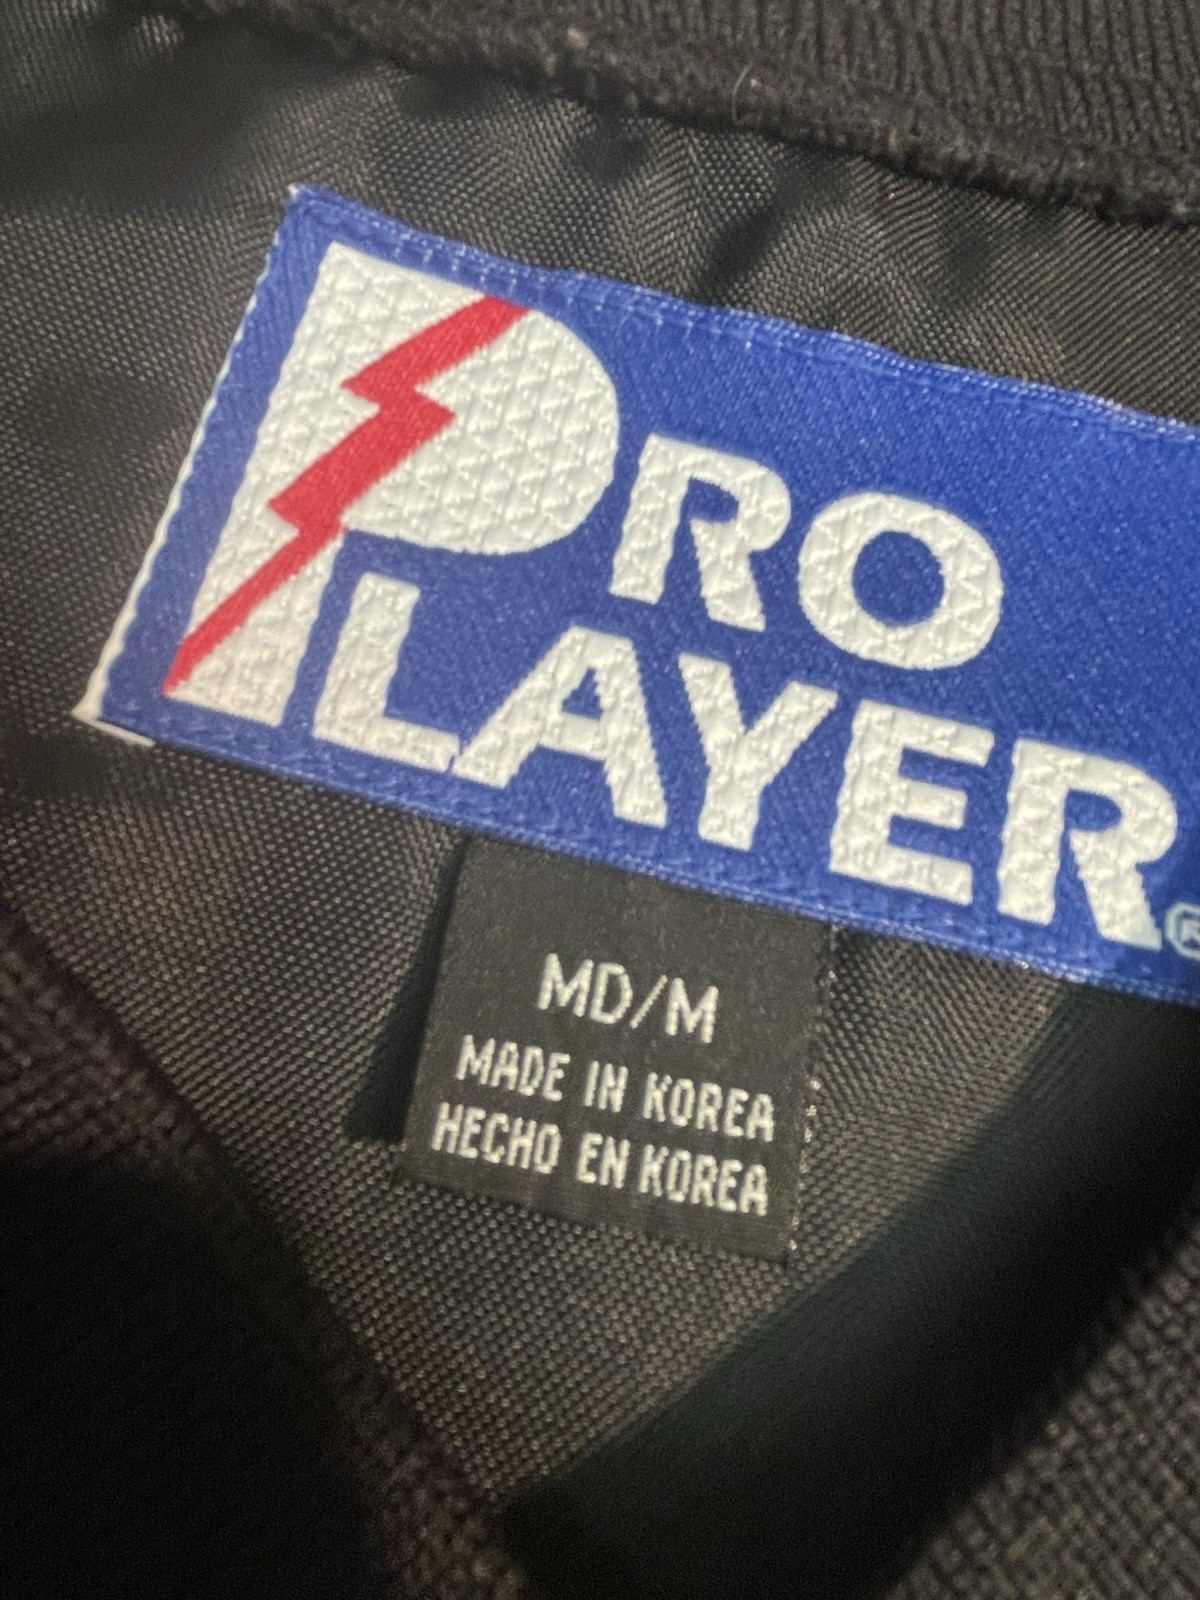 PRO
PLAYER®
MD/M
MADE IN KOREA
HECHO EN KOREA